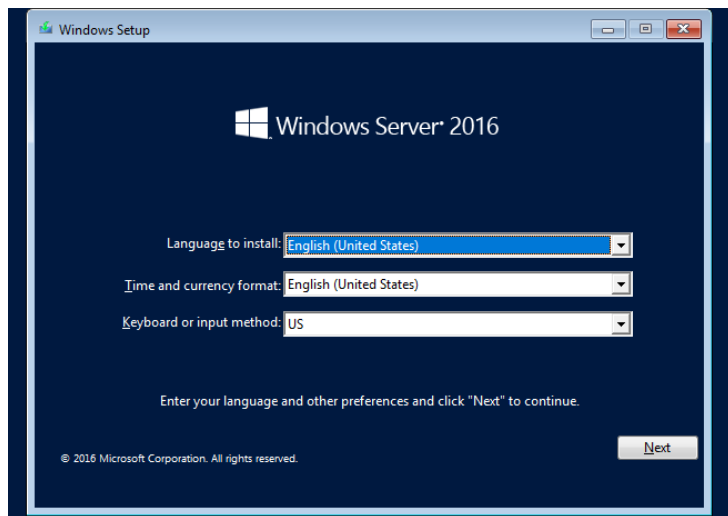 Windows Setup
Windows Server® 2016
Language to install: English (United States)
Time and currency format: English (United States)
Keyboard or input method: US
Enter your language and other preferences and click "Next" to continue.
Next
© 2016 Microsoft Corporation. All rights reserved.